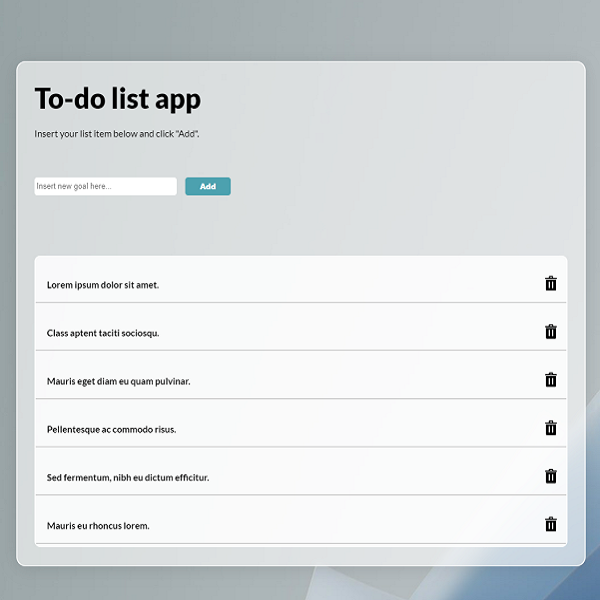 To-do list app
Insert your list item below and click "Add".
Insert new goal here...
Add
Lorem ipsum dolor sit amet.
Class aptent taciti sociosqu.
Mauris eget diam eu quam pulvinar.
Pellentesque ac commodo risus.
Sed fermentum, nibh eu dictum efficitur.
Mauris eu rhoncus lorem.